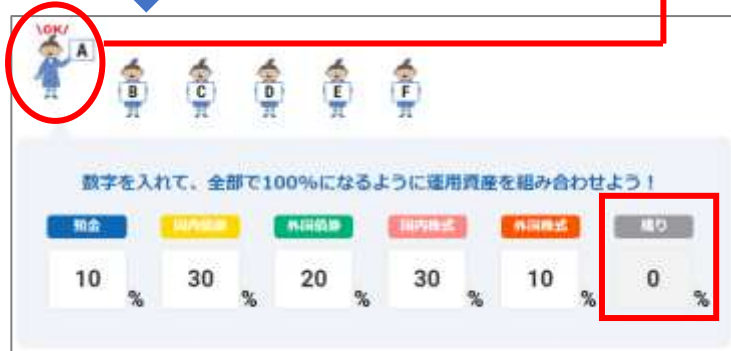 \OK/
A
B
C
D
E
F
数字を入れて、全部で100%になるように運用資産を組み合わせよう！
預金 国内債券 外国債券 国内株式 外国株式 残り
10 % 30 % 20 % 30 % 10 % 0 %